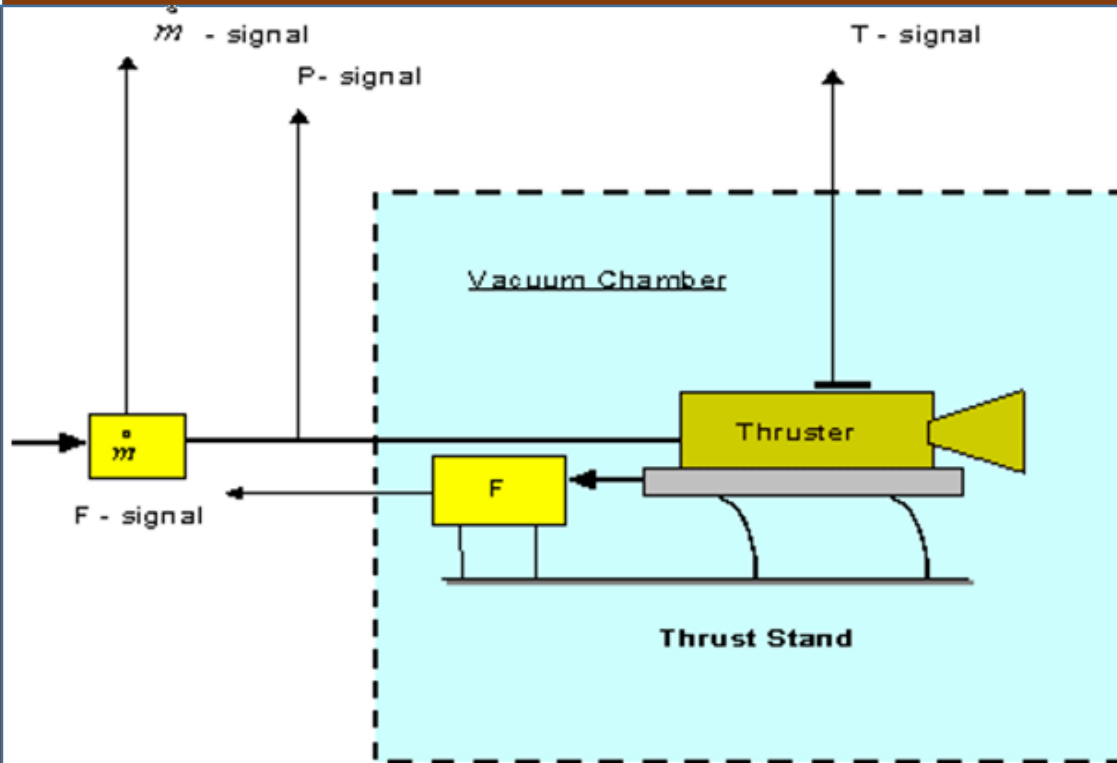 ṁ - signal
T - signal
P- signal
Vacuum Chamber
Thruster
ṁ
F
F - signal
Thrust Stand